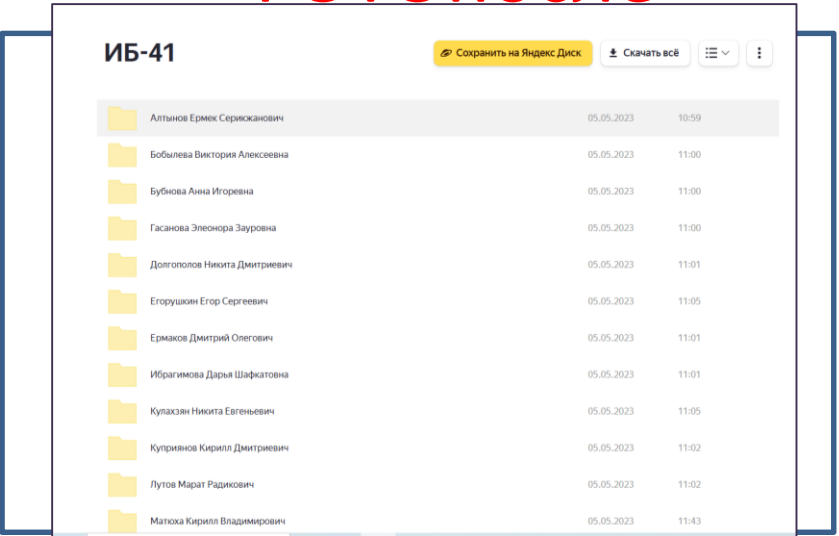 ИБ-41
Сохранить на Яндекс Диск
Скачать всё
Алтынов Ермек Серикжанович 05.05.2023 10:59
Бобылева Виктория Алексеевна 05.05.2023 11:00
Бубнова Анна Игоревна 05.05.2023 11:00
Гасанова Элеонора Зауровна 05.05.2023 11:00
Долгополов Никита Дмитриевич 05.05.2023 11:01
Егорушкин Егор Сергеевич 05.05.2023 11:05
Ермаков Дмитрий Олегович 05.05.2023 11:01
Ибрагимова Дарья Шафкатовна 05.05.2023 11:01
Кулахзян Никита Евгеньевич 05.05.2023 11:05
Куприянов Кирилл Дмитриевич 05.05.2023 11:02
Лутов Марат Радикович 05.05.2023 11:02
Матюха Кирилл Владимирович 05.05.2023 11:43